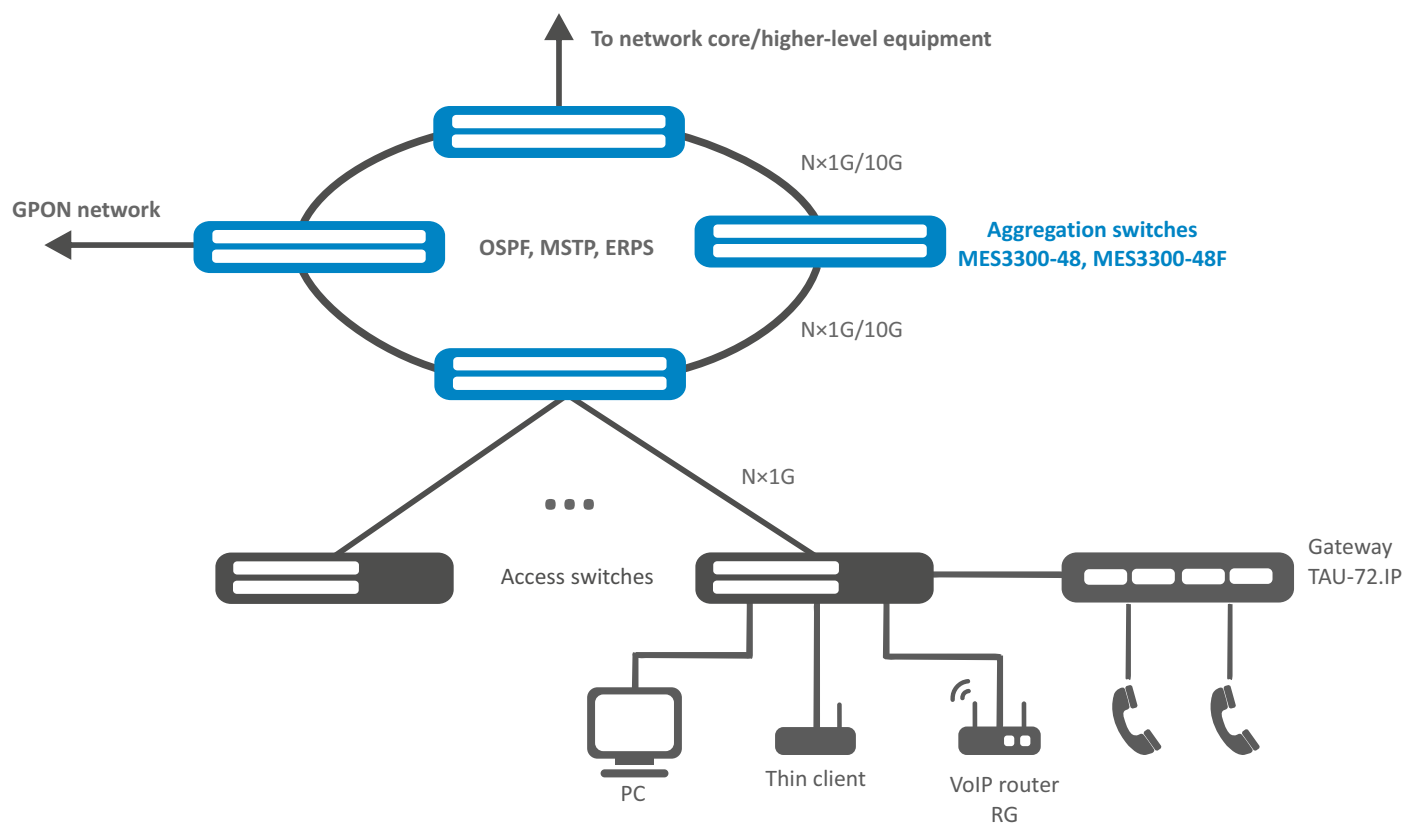 To network core/higher-level equipment
N×1G/10G
GPON network
OSPF, MSTP, ERPS
Aggregation switches
MES3300-48, MES3300-48F
N×1G/10G
N×1G
Access switches
Gateway
TAU-72.IP
PC
Thin client
VoIP router
RG